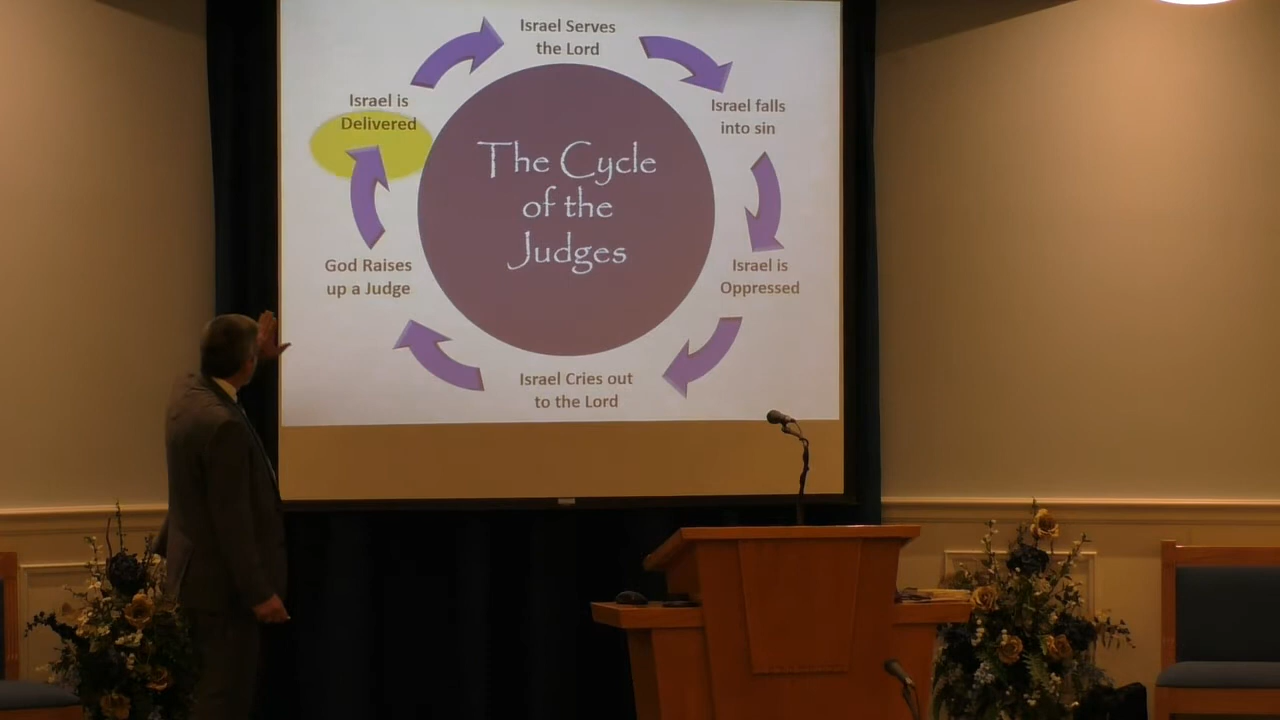 Israel Serves
the Lord
Israel falls
into sin
Israel is
Oppressed
Israel Cries out
to the Lord
God Raises
up a Judge
Israel is
Delivered
The Cycle
of the
Judges